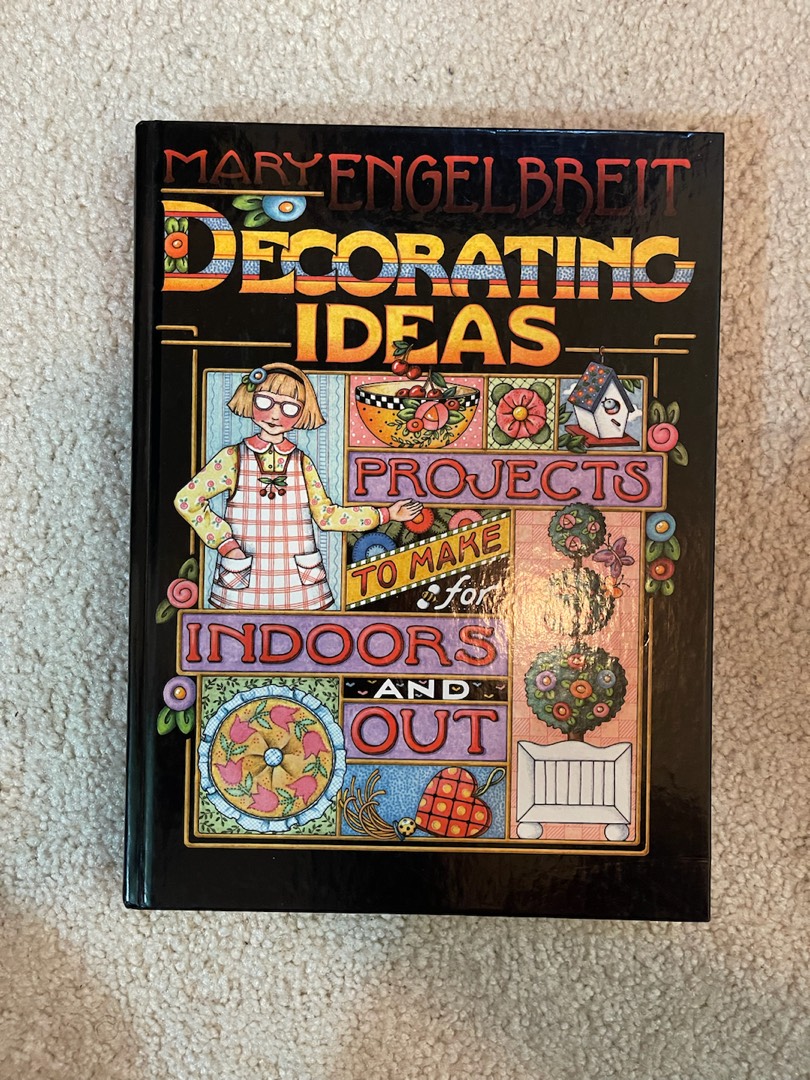 MARY ENGELBREIT
DECORATING
IDEAS
PROJECTS
TO MAKE
for
INDOORS
AND
OUT